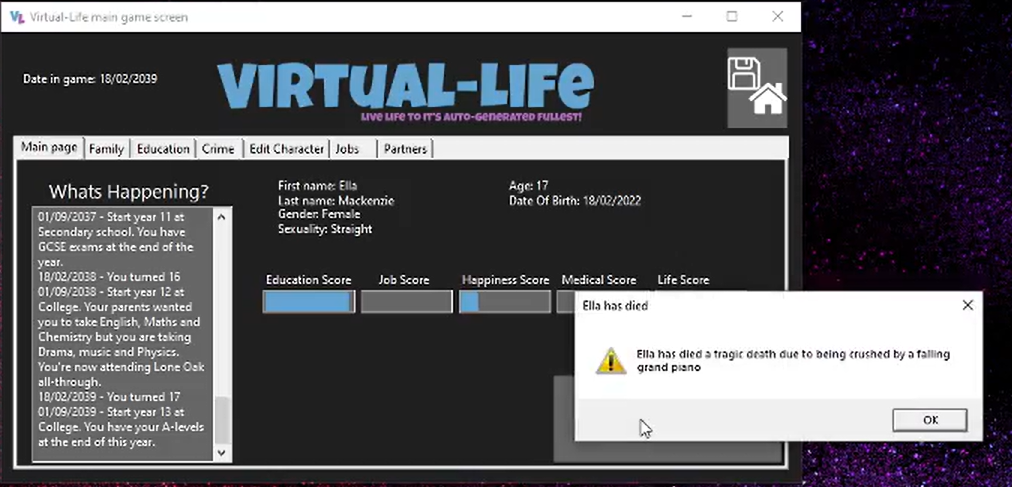 VL Virtual-Life main game screen
Date in game: 18/02/2039
VIRTUAL-LIFE
LIVE LIFE TO IT'S AUTO-GENERATED FULLEST!
Main page Family Education Crime Edit Character Jobs Partners
Whats Happening?
01/09/2037 - Start year 11 at
Secondary school. You have
GCSE exams at the end of the
year.
18/02/2038 - You turned 16
01/09/2038 - Start year 12 at
College. Your parents wanted
you to take English, Maths and
Chemistry but you are taking
Drama, music and Physics.
You're now attending Lone Oak
all-through.
18/02/2039 - You turned 17
01/09/2039 - Start year 13 at
College. You have your A-levels
at the end of this year.
First name: Ella
Last name: Mackenzie
Gender: Female
Sexuality: Straight
Age: 17
Date Of Birth: 18/02/2022
Education Score Job Score Happiness Score Medical Score Life Score
Ella has died
Ella has died a tragic death due to being crushed by a falling
grand piano
OK